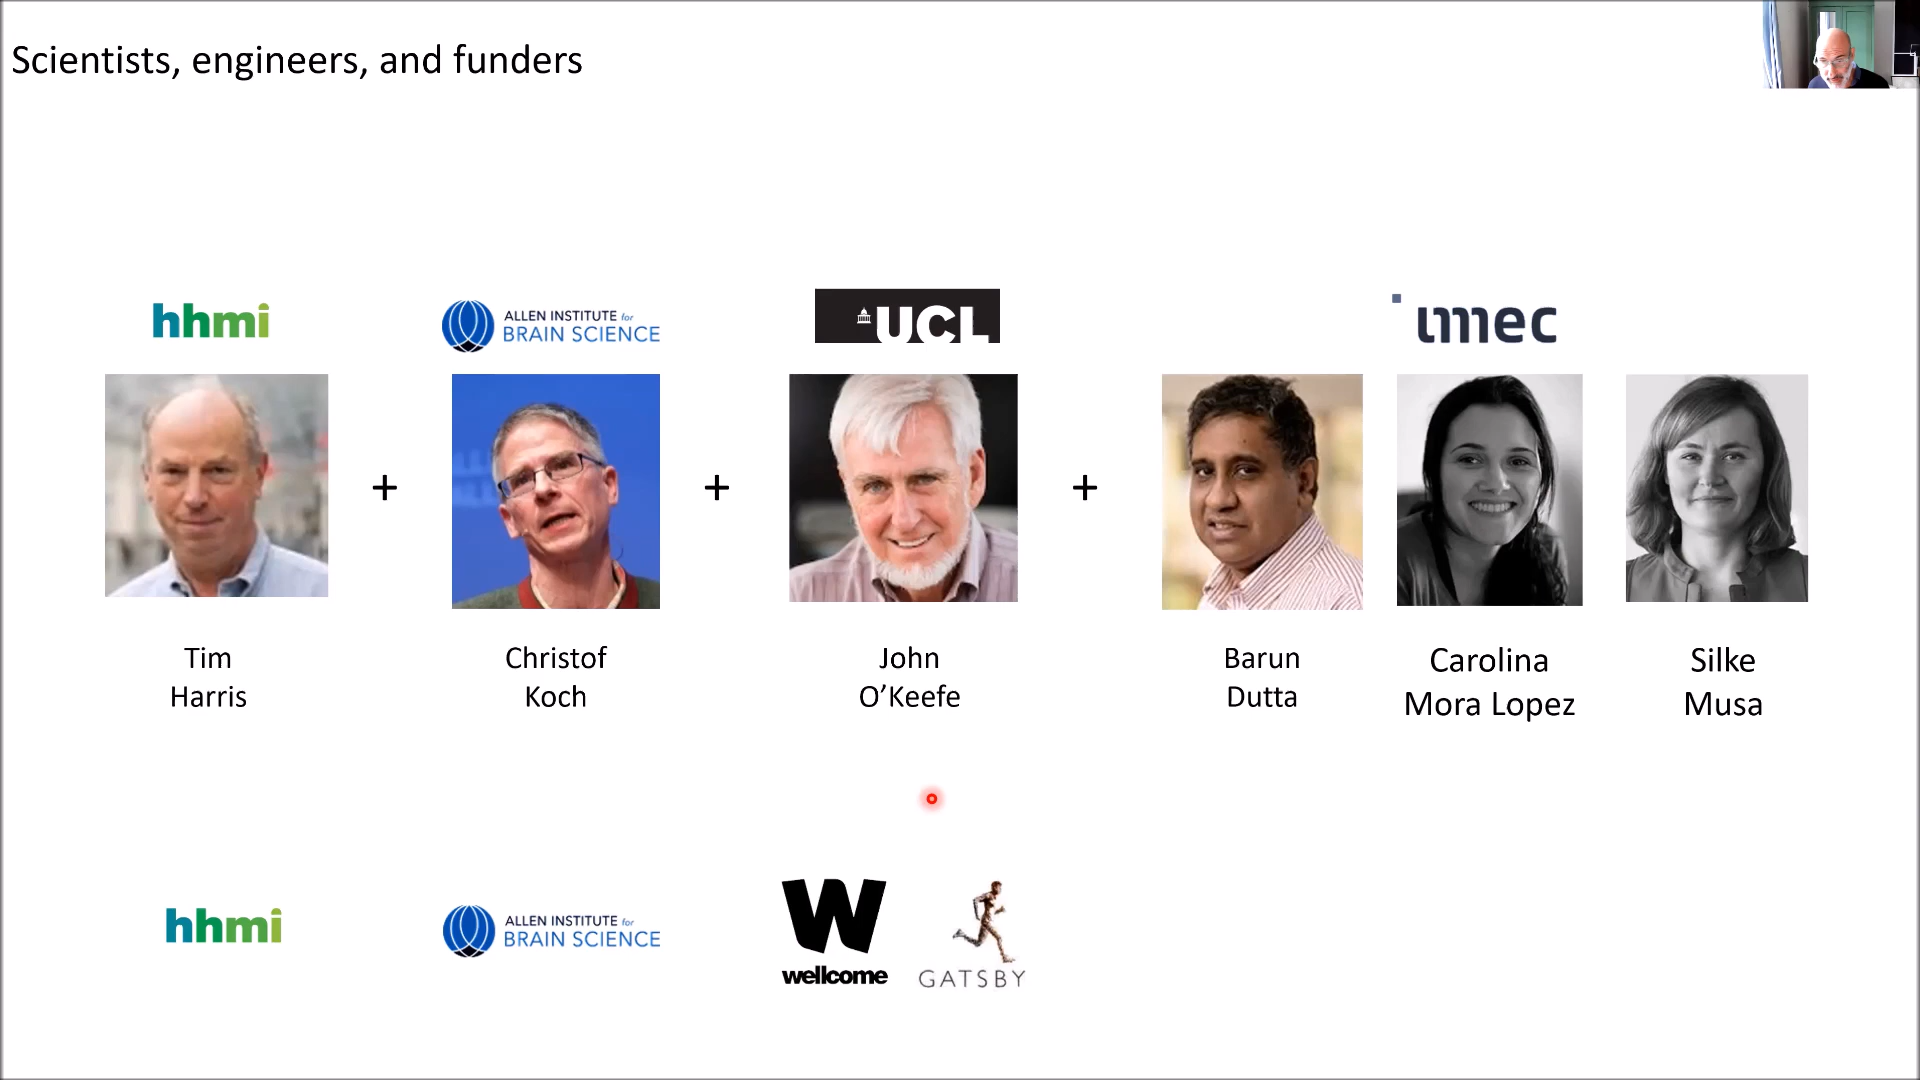 Scientists, engineers, and funders
hhmi
ALLEN INSTITUTE for
BRAIN SCIENCE
UCL
imec
Tim
Harris
Christof
Koch
John
O’Keefe
Barun
Dutta
Carolina
Mora Lopez
Silke
Musa
hhmi
ALLEN INSTITUTE for
BRAIN SCIENCE
W
wellcome
GATSBY